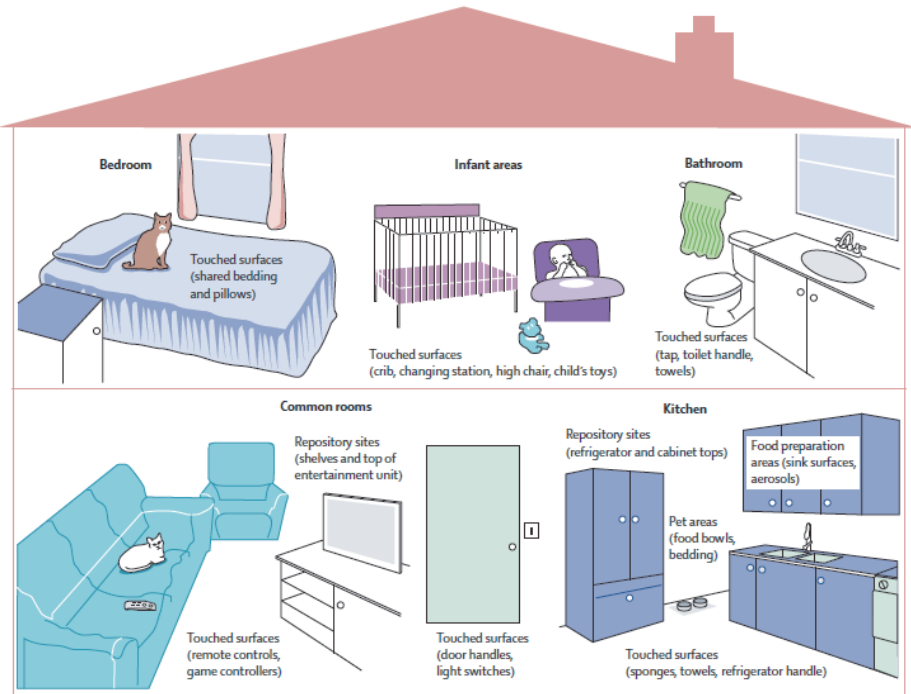 Bedroom
Touched surfaces
(shared bedding
and pillows)
Infant areas
Touched surfaces
(crib, changing station, high chair, child's toys)
Bathroom
Touched surfaces
(tap, toilet handle,
towels)
Common rooms
Repository sites
(shelves and top of
entertainment unit)
Touched surfaces
(remote controls,
game controllers)
Touched surfaces
(door handles,
light switches)
Kitchen
Repository sites
(refrigerator and cabinet tops)
Food preparation
areas (sink surfaces,
aerosols)
Pet areas
(food bowls,
bedding)
Touched surfaces
(sponges, towels, refrigerator handle)